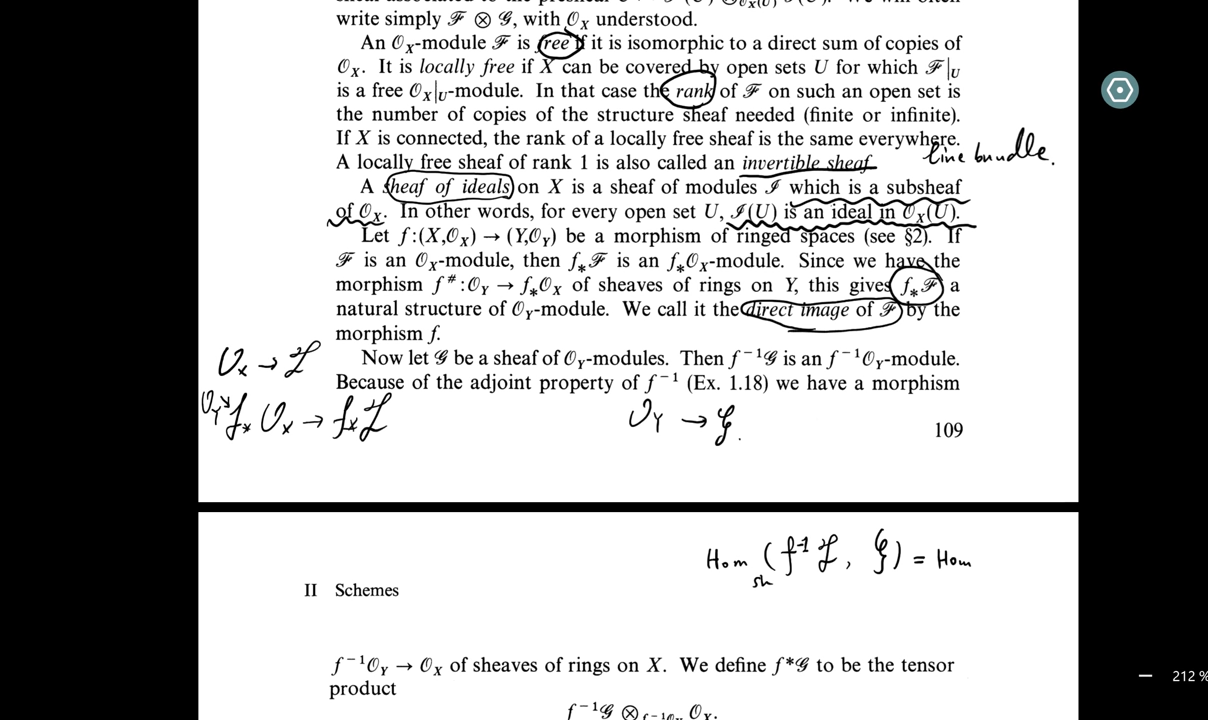 write simply ℱ ⊗ 𝒢, with 𝒪_X understood.
An 𝒪_X-module ℱ is free if it is isomorphic to a direct sum of copies of
𝒪_X. It is locally free if X can be covered by open sets U for which ℱ|_U
is a free 𝒪_X|_U-module. In that case the rank of ℱ on such an open set is
the number of copies of the structure sheaf needed (finite or infinite).
If X is connected, the rank of a locally free sheaf is the same everywhere.
line bundle.
A locally free sheaf of rank 1 is also called an invertible sheaf
A sheaf of ideals on X is a sheaf of modules ℐ which is a subsheaf
of 𝒪_X. In other words, for every open set U, ℐ(U) is an ideal in 𝒪_X(U).
Let f:(X,𝒪_X) → (Y,𝒪_Y) be a morphism of ringed spaces (see §2). If
ℱ is an 𝒪_X-module, then f_*ℱ is an f_*𝒪_X-module. Since we have the
morphism f^#:𝒪_Y → f_*𝒪_X of sheaves of rings on Y, this gives f_*ℱ a
natural structure of 𝒪_Y-module. We call it the direct image of ℱ by the
morphism f.
Now let 𝒢 be a sheaf of 𝒪_Y-modules. Then f^{-1}𝒢 is an f^{-1}𝒪_Y-module.
𝒪_X → ℱ
Because of the adjoint property of f^{-1} (Ex. 1.18) we have a morphism
𝒪_Y ↘ f_* 𝒪_X → f_*ℱ
𝒪_Y → 𝒢.
109
Hom_sh (f^{-1}ℱ, 𝒢) = Hom
II Schemes
f^{-1}𝒪_Y → 𝒪_X of sheaves of rings on X. We define f*𝒢 to be the tensor
product
f^{-1}𝒢 ⊗_{f^{-1}𝒪_Y} 𝒪_X.
212 %